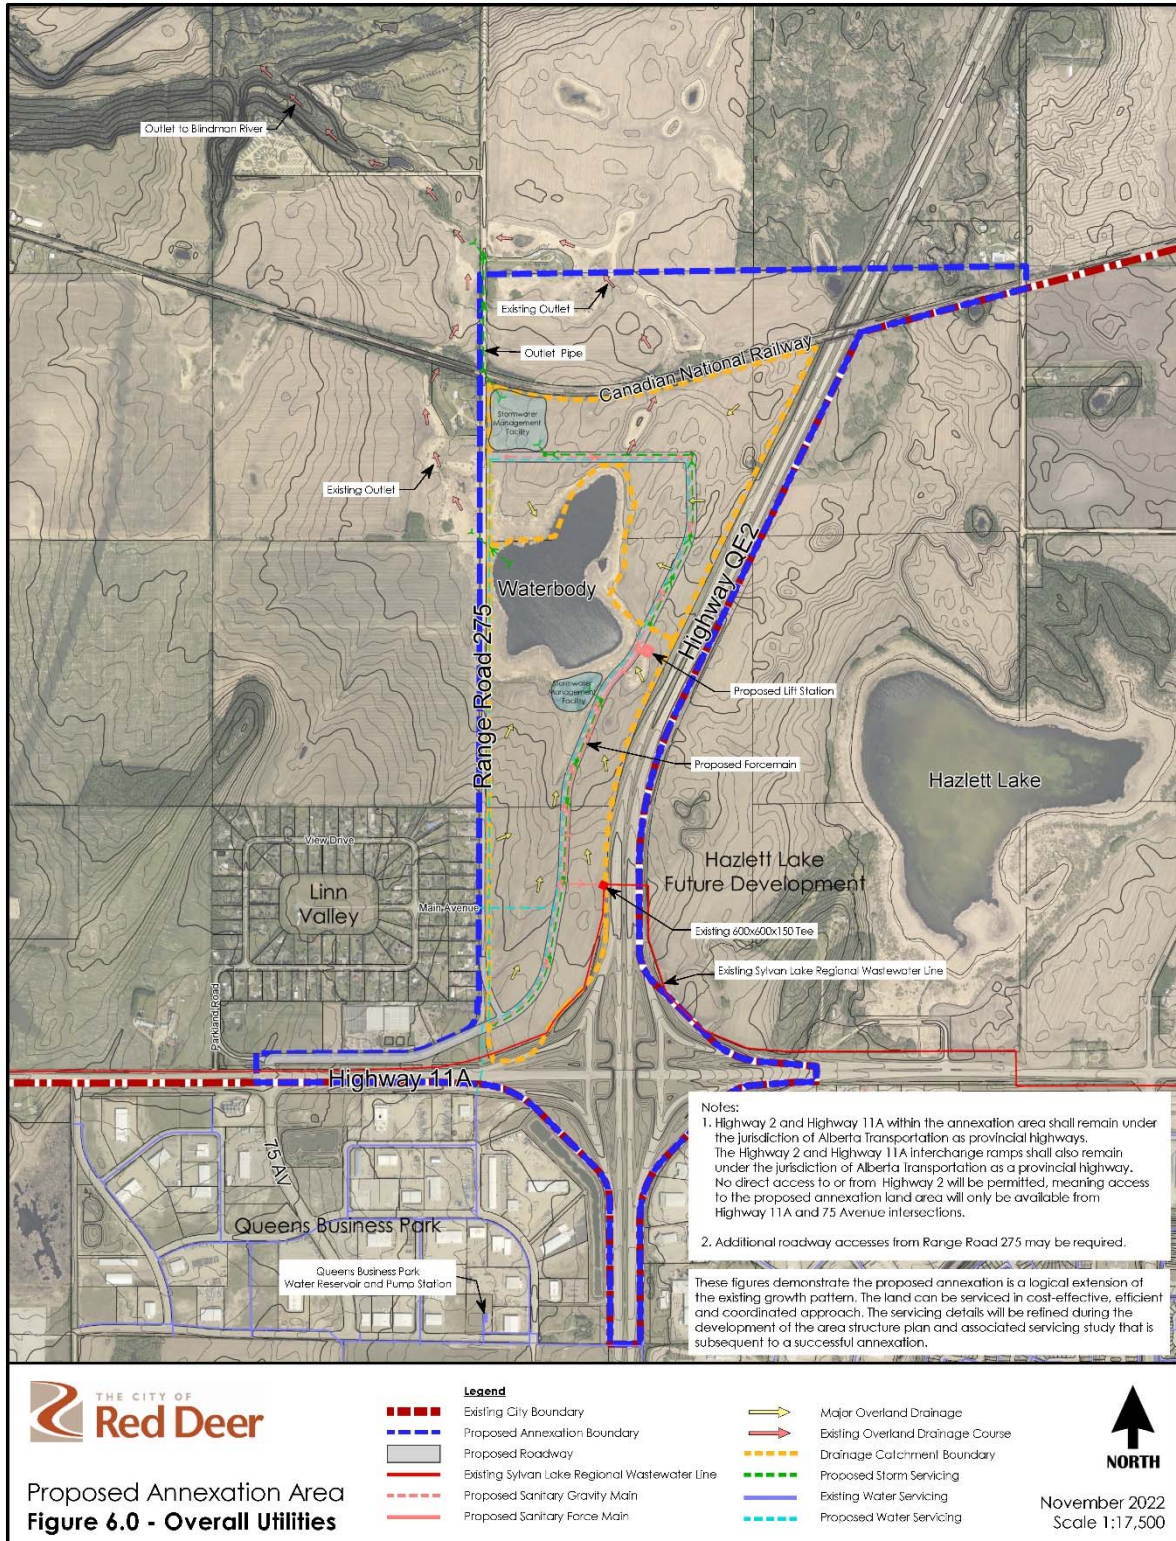 Outlet to Blindman River
Existing Outlet
Outlet Pipe
Canadian National Railway
Stormwater
Management
Facility
Existing Outlet
Waterbody
Highway QE2
Range Road 275
Proposed Lift Station
Stormwater
Management
Facility
Proposed Forcemain
Hazlett Lake
View Drive
Linn
Valley
Main Avenue
Hazlett Lake
Future Development
Existing 600x600x150 Tee
Existing Sylvan Lake Regional Wastewater Line
Parkland Road
Highway 11A
75 AV
Queens Business Park
Queens Business Park
Water Reservoir and Pump Station
Notes:
1. Highway 2 and Highway 11A within the annexation area shall remain under
the jurisdiction of Alberta Transportation as provincial highways.
The Highway 2 and Highway 11A interchange ramps shall also remain
under the jurisdiction of Alberta Transportation as a provincial highway.
No direct access to or from Highway 2 will be permitted, meaning access
to the proposed annexation land area will only be available from
Highway 11A and 75 Avenue intersections.
2. Additional roadway accesses from Range Road 275 may be required.
These figures demonstrate the proposed annexation is a logical extension of
the existing growth pattern. The land can be serviced in cost-effective, efficient
and coordinated approach. The servicing details will be refined during the
development of the area structure plan and associated servicing study that is
subsequent to a successful annexation.
THE CITY OF
Red Deer
Proposed Annexation Area
Figure 6.0 - Overall Utilities
Legend
Existing City Boundary
Proposed Annexation Boundary
Proposed Roadway
Existing Sylvan Lake Regional Wastewater Line
Proposed Sanitary Gravity Main
Proposed Sanitary Force Main
Major Overland Drainage
Existing Overland Drainage Course
Drainage Catchment Boundary
Proposed Storm Servicing
Existing Water Servicing
Proposed Water Servicing
NORTH
November 2022
Scale 1:17,500